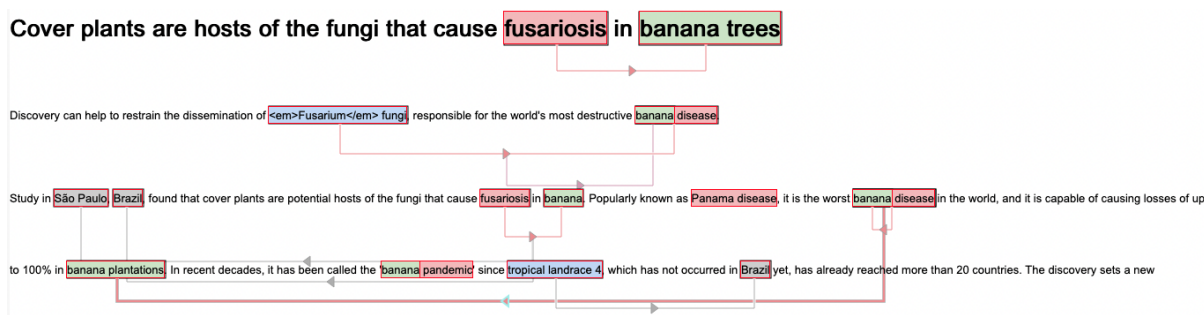 Cover plants are hosts of the fungi that cause fusariosis in banana trees
Discovery can help to restrain the dissemination of <em>Fusarium</em> fungi, responsible for the world's most destructive banana disease.
Study in São Paulo, Brazil, found that cover plants are potential hosts of the fungi that cause fusariosis in banana. Popularly known as Panama disease, it is the worst banana disease in the world, and it is capable of causing losses of up
to 100% in banana plantations. In recent decades, it has been called the 'banana pandemic' since tropical landrace 4, which has not occurred in Brazil yet, has already reached more than 20 countries. The discovery sets a new